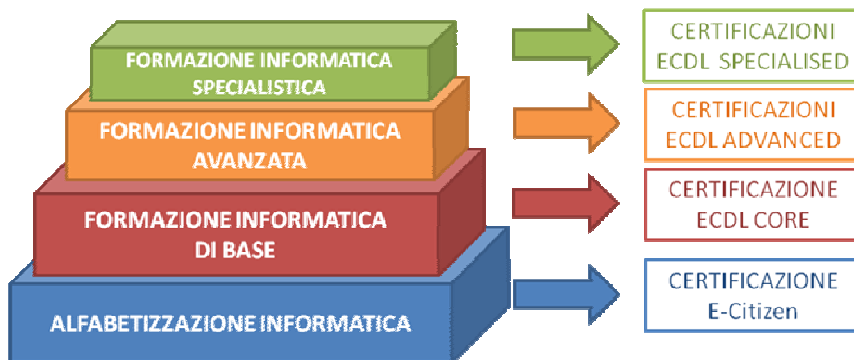 FORMAZIONE INFORMATICA
SPECIALISTICA
CERTIFICAZIONI
ECDL SPECIALISED
FORMAZIONE INFORMATICA
AVANZATA
CERTIFICAZIONI
ECDL ADVANCED
FORMAZIONE INFORMATICA
DI BASE
CERTIFICAZIONE
ECDL CORE
ALFABETIZZAZIONE INFORMATICA
CERTIFICAZIONE
E-Citizen